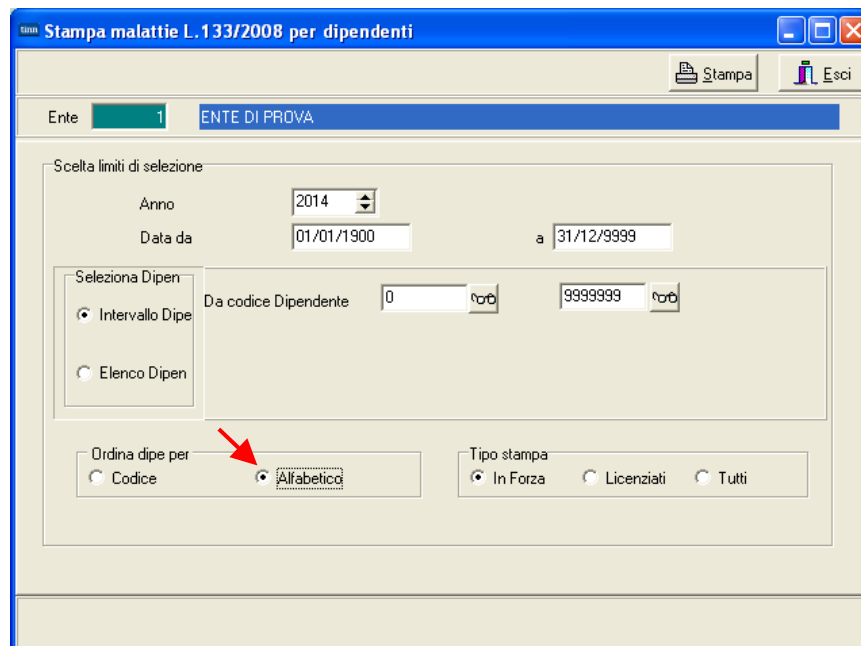 tinn Stampa malattie L.133/2008 per dipendenti
Stampa Esci
Ente 1 ENTE DI PROVA
Scelta limiti di selezione
Anno 2014
Data da 01/01/1900 a 31/12/9999
Seleziona Dipen
Intervallo Dipe
Da codice Dipendente 0 9999999
Elenco Dipen
Ordina dipe per
Codice Alfabetico
Tipo stampa
In Forza Licenziati Tutti